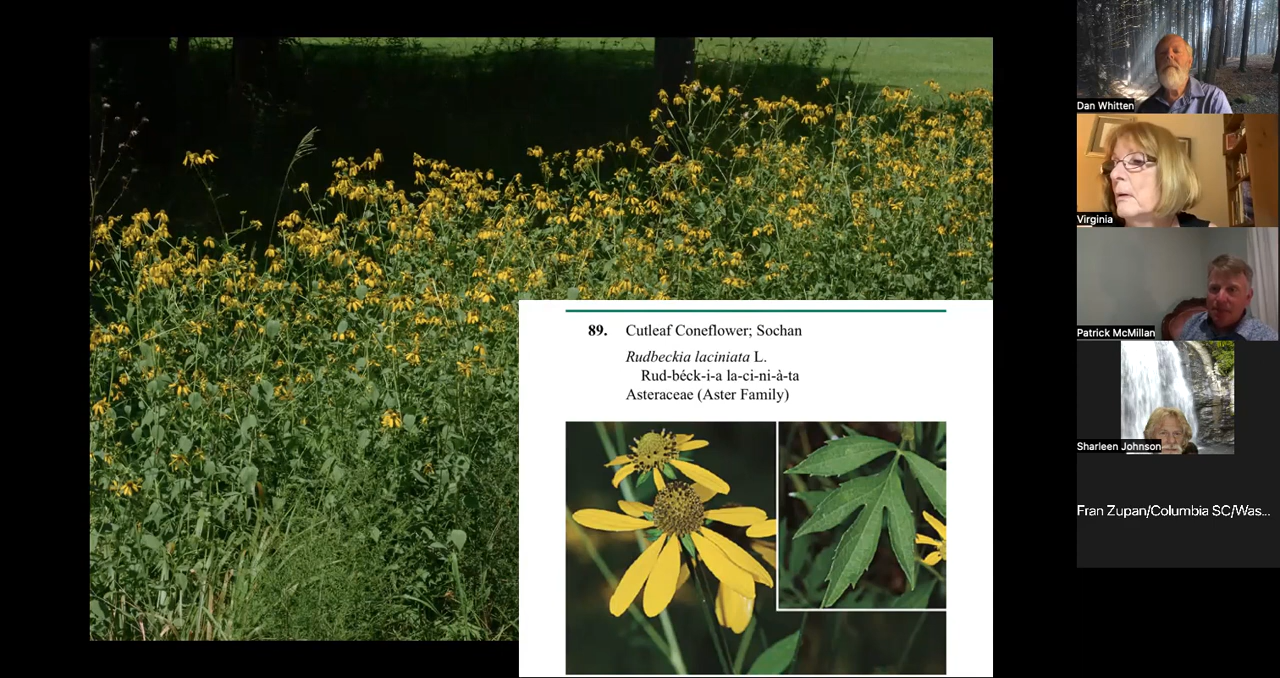 89. Cutleaf Coneflower; Sochan
Rudbeckia laciniata L.
Rud-béck-i-a la-ci-ni-à-ta
Asteraceae (Aster Family)
Dan Whitten
Virginia
Patrick McMillan
Sharleen Johnson
Fran Zupan/Columbia SC/Was...